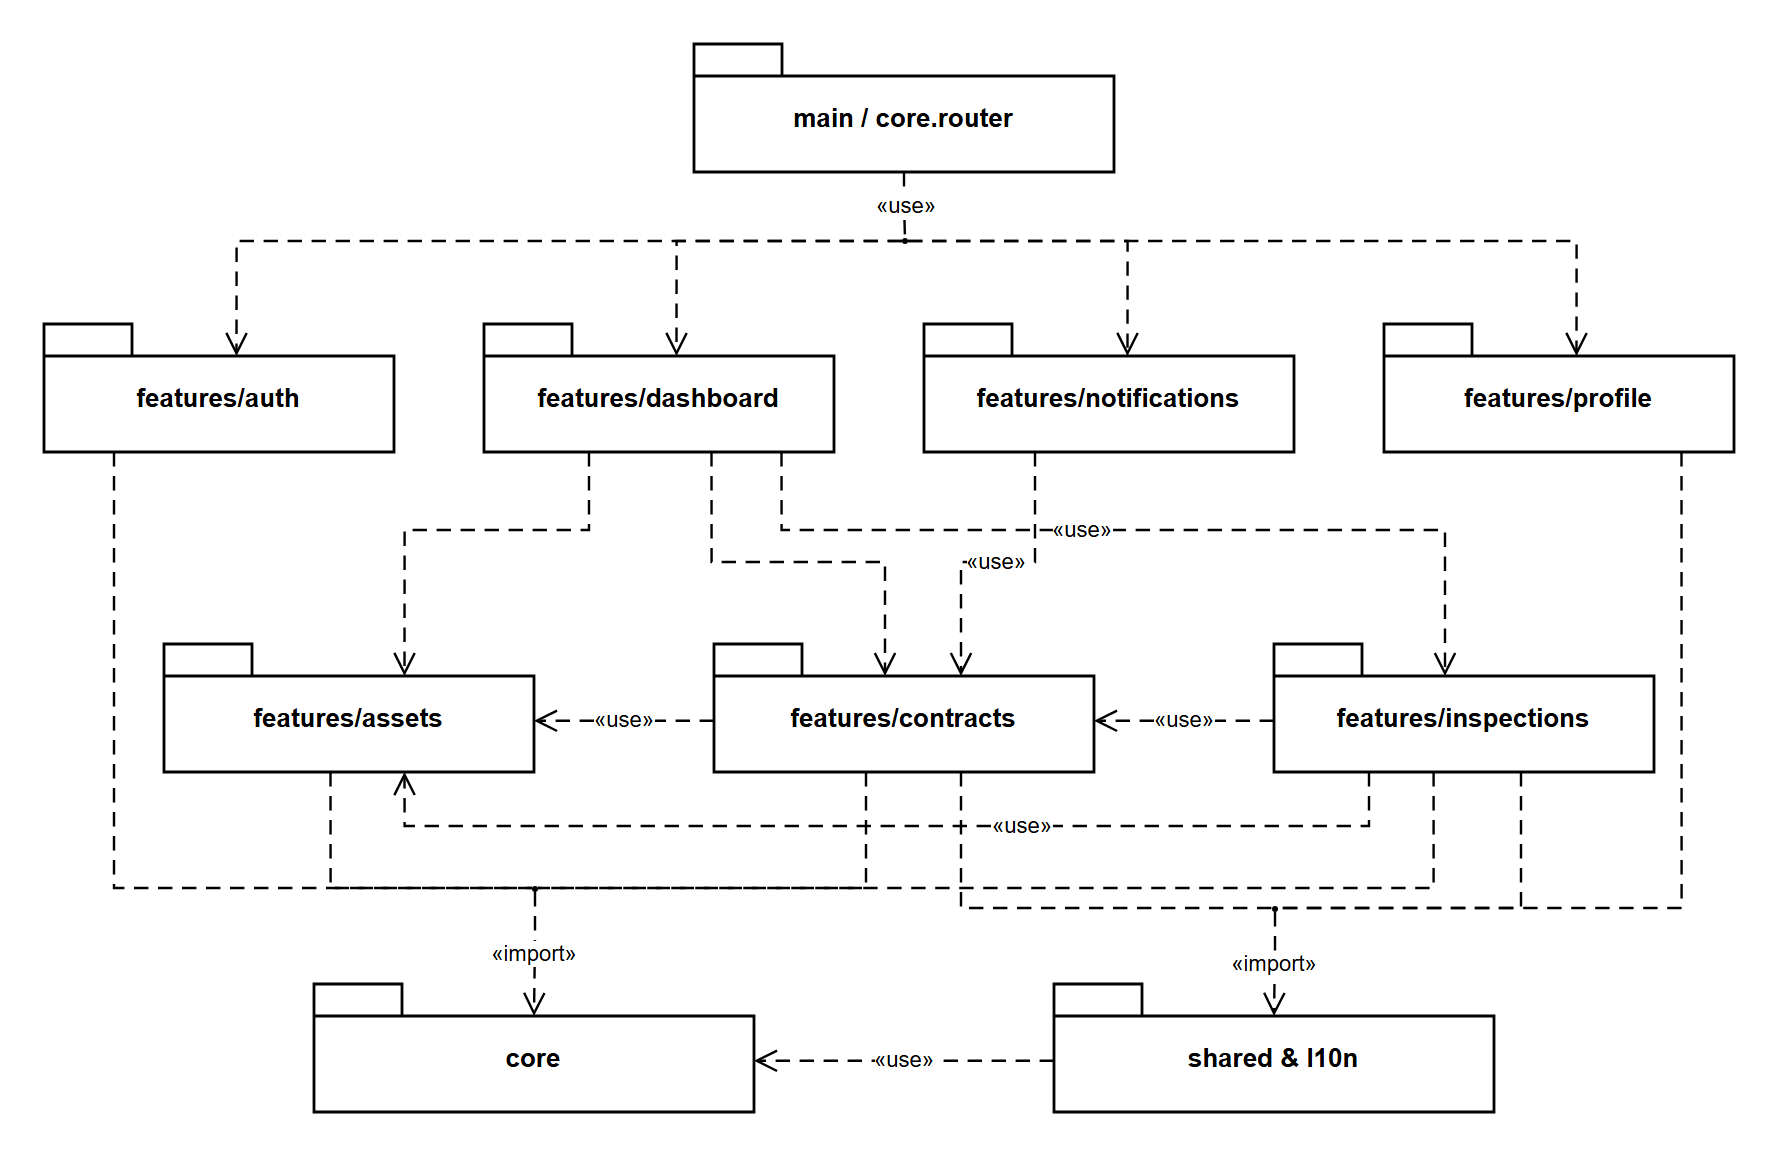 main / core.router
«use»
features/auth
features/dashboard
features/notifications
features/profile
«use»
«use»
features/assets
«use»
features/contracts
«use»
features/inspections
«use»
«import»
«import»
core
«use»
shared & l10n